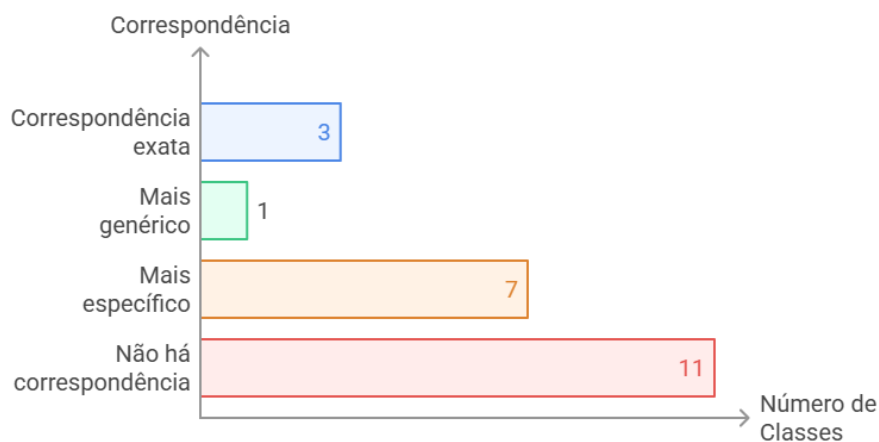 Correspondência
Correspondência
exata
3
Mais
genérico
1
Mais
específico
7
Não há
correspondência
11
Número de
Classes